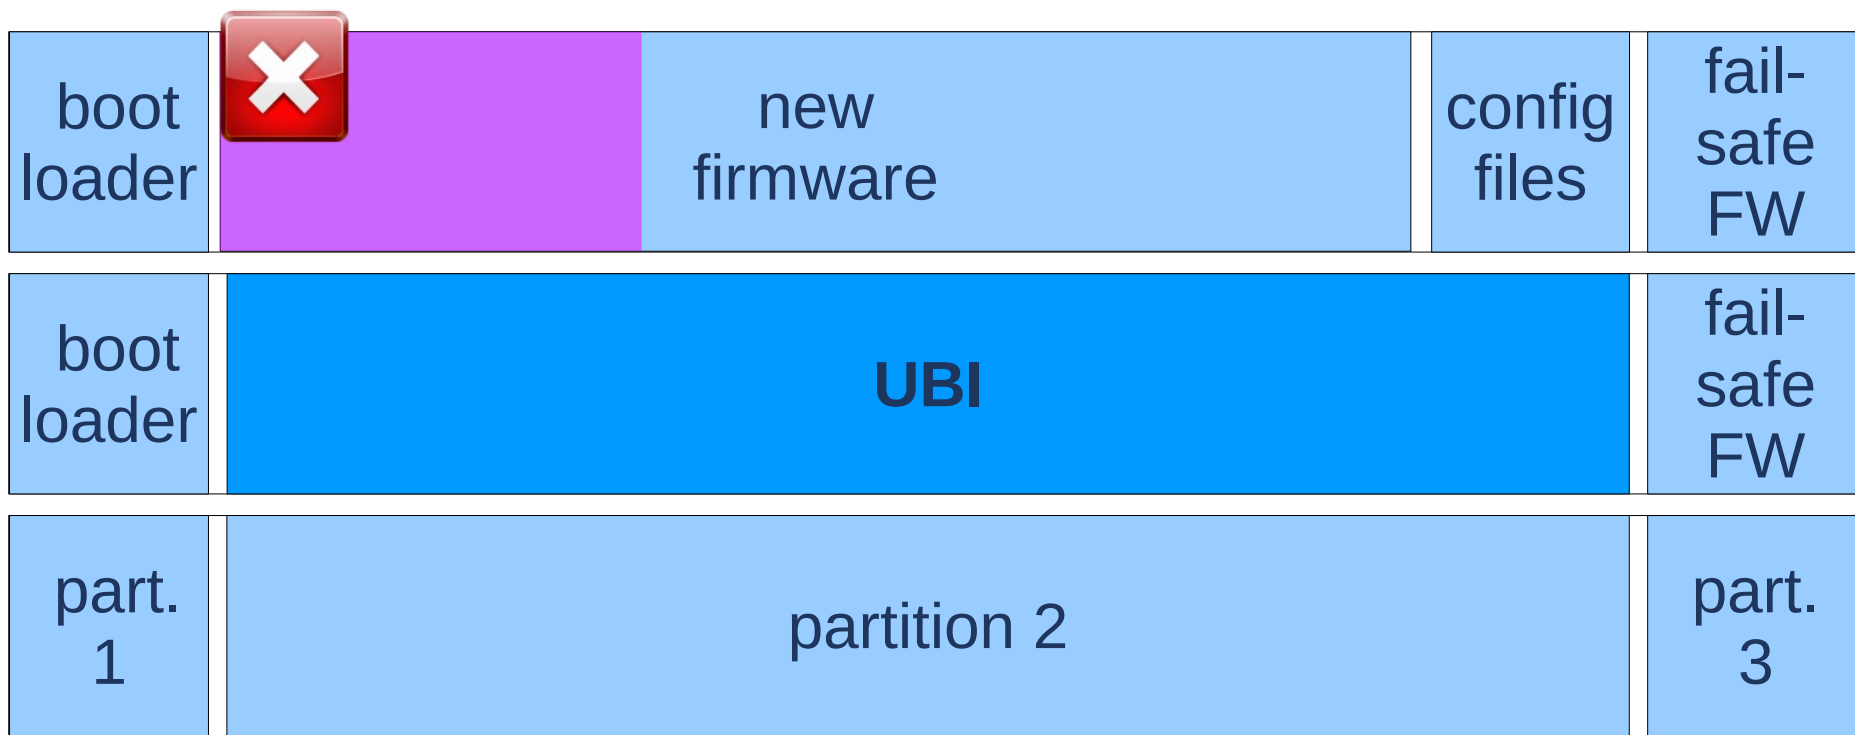 boot
loader
new
firmware
config
files
fail-
safe
FW
boot
loader
UBI
fail-
safe
FW
part.
1
partition 2
part.
3